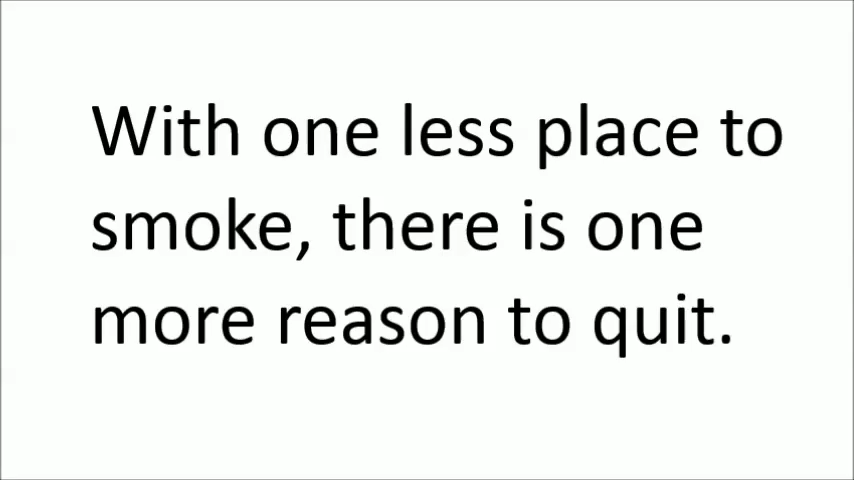 With one less place to
smoke, there is one
more reason to quit.